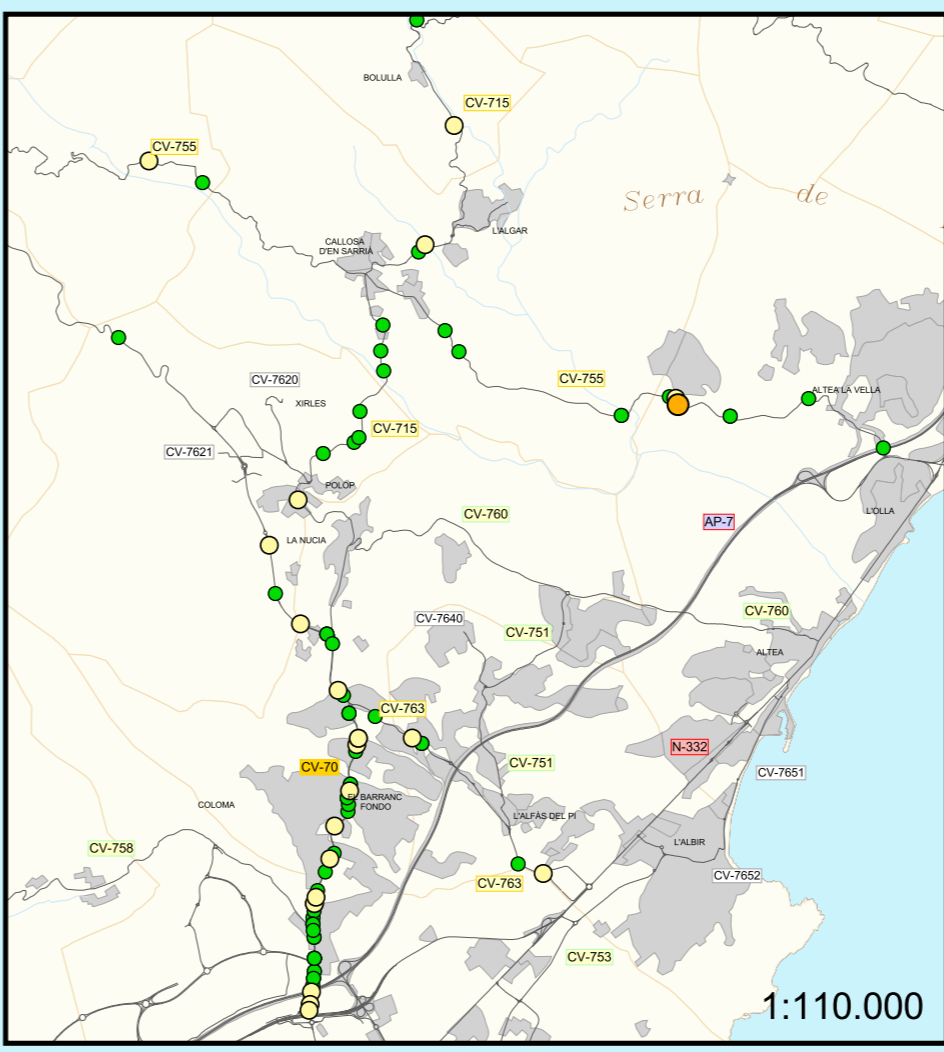 BOLULLA
CV-715
CV-755
Serra de
L'ALGAR
CALLOSA
D'EN SARRIÀ
CV-7620
CV-755
XIRLES
ALTEA LA VELLA
CV-715
CV-7621
POLOP
L'OLLA
CV-760
AP-7
LA NUCIA
CV-7640
CV-760
CV-751
ALTEA
CV-763
N-332
CV-70
CV-751
CV-7651
EL BARRANC
FONDO
COLOMA
L'ALFÀS DEL PI
L'ALBIR
CV-758
CV-763
CV-7652
CV-753
1:110.000